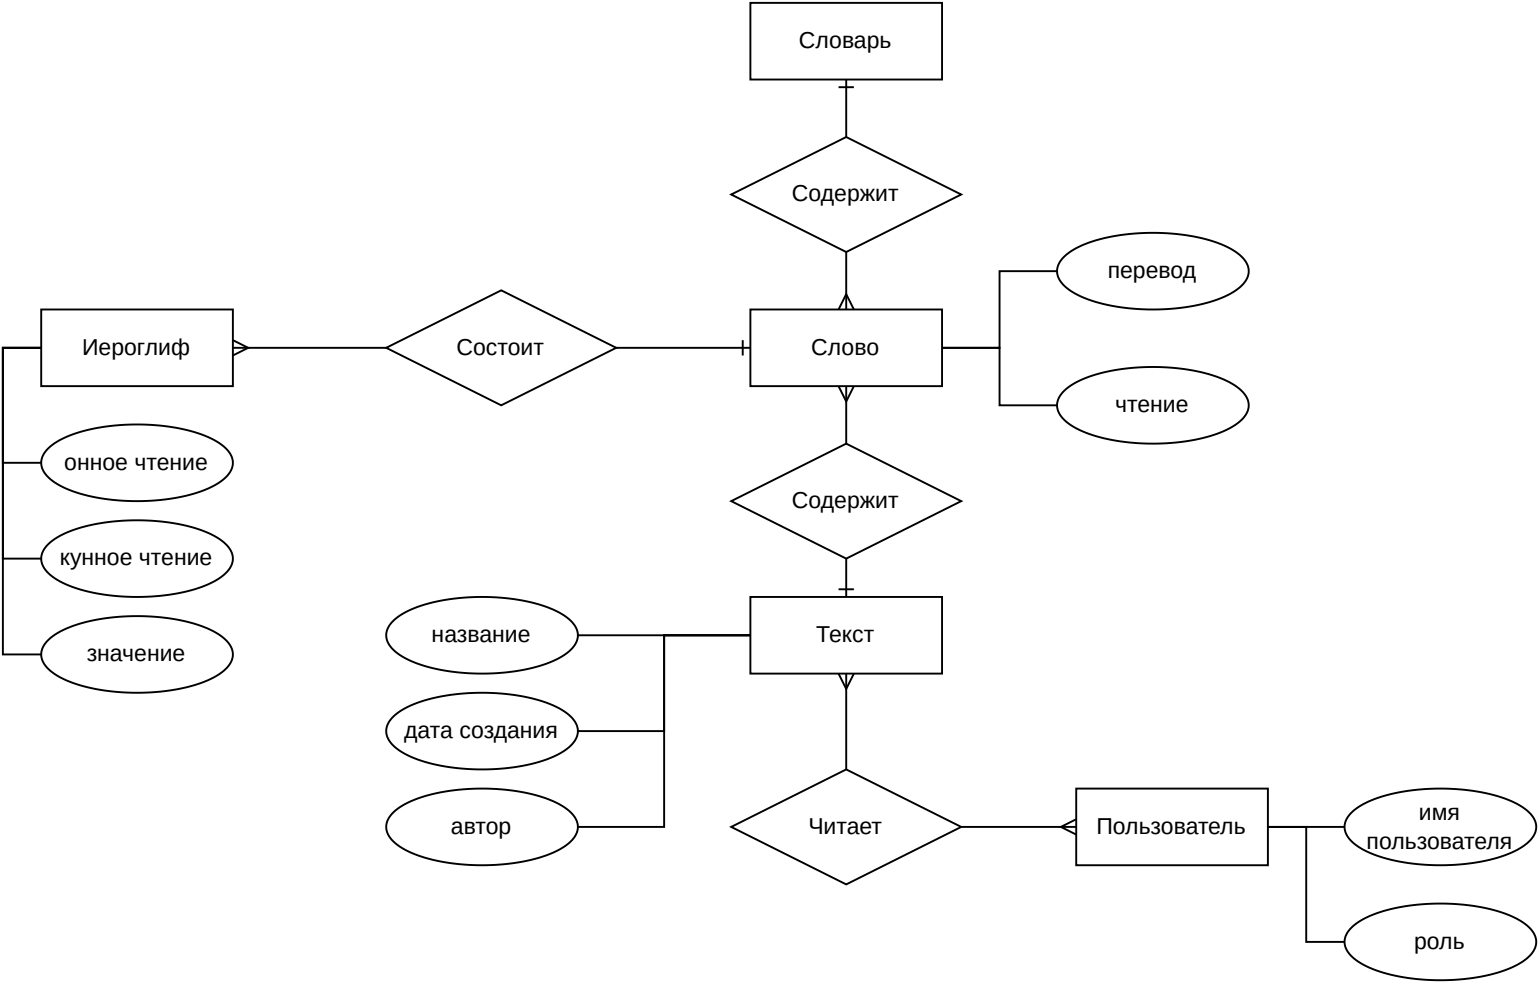 Словарь
Содержит
перевод
Иероглиф
Состоит
Слово
чтение
онное чтение
Содержит
кунное чтение
значение
название
Текст
дата создания
автор
Читает
Пользователь
имя
пользователя
роль